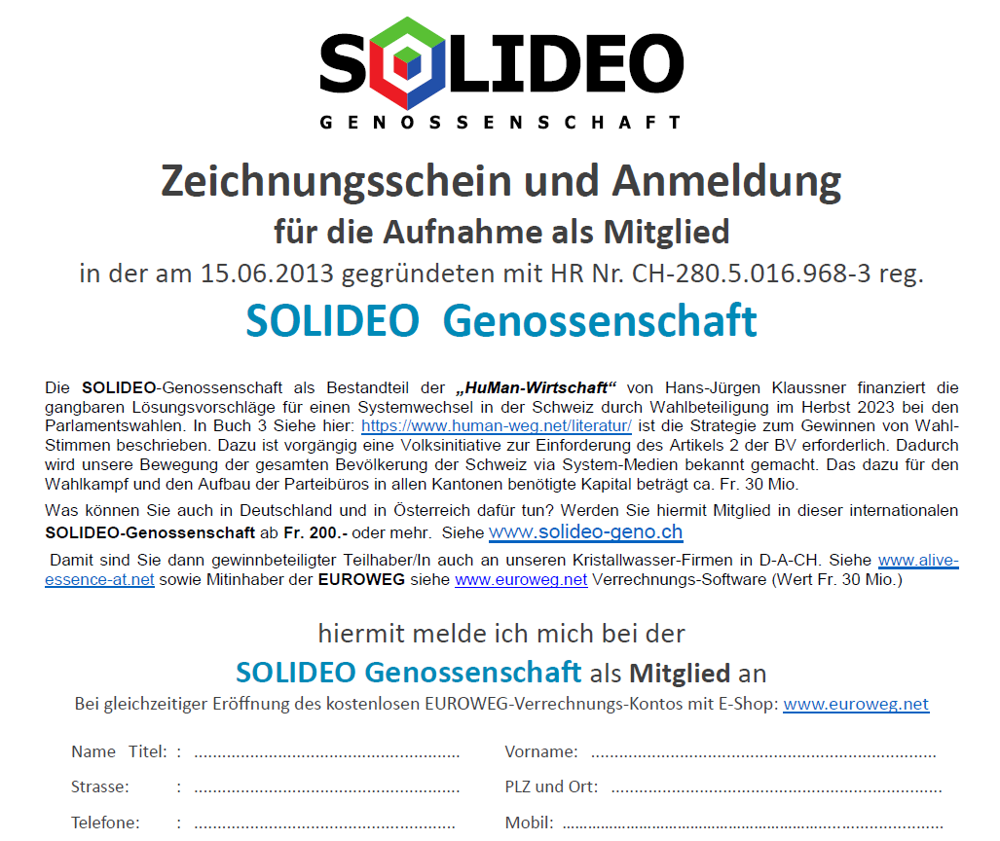 SOLIDEO
GENOSSENSCHAFT
Zeichnungsschein und Anmeldung
für die Aufnahme als Mitglied
in der am 15.06.2013 gegründeten mit HR Nr. CH-280.5.016.968-3 reg.
SOLIDEO Genossenschaft
Die SOLIDEO-Genossenschaft als Bestandteil der „HuMan-Wirtschaft“ von Hans-Jürgen Klaussner finanziert die
gangbaren Lösungsvorschläge für einen Systemwechsel in der Schweiz durch Wahlbeteiligung im Herbst 2023 bei den
Parlamentswahlen. In Buch 3 Siehe hier: https://www.human-weg.net/literatur/ ist die Strategie zum Gewinnen von Wahl-
Stimmen beschrieben. Dazu ist vorgängig eine Volksinitiative zur Einforderung des Artikels 2 der BV erforderlich. Dadurch
wird unsere Bewegung der gesamten Bevölkerung der Schweiz via System-Medien bekannt gemacht. Das dazu für den
Wahlkampf und den Aufbau der Parteibüros in allen Kantonen benötigte Kapital beträgt ca. Fr. 30 Mio.
Was können Sie auch in Deutschland und in Österreich dafür tun? Werden Sie hiermit Mitglied in dieser internationalen
SOLIDEO-Genossenschaft ab Fr. 200.- oder mehr. Siehe www.solideo-geno.ch
Damit sind Sie dann gewinnbeteiligter Teilhaber/In auch an unseren Kristallwasser-Firmen in D-A-CH. Siehe www.alive-
essence-at.net sowie Mitinhaber der EUROWEG siehe www.euroweg.net Verrechnungs-Software (Wert Fr. 30 Mio.)
hiermit melde ich mich bei der
SOLIDEO Genossenschaft als Mitglied an
Bei gleichzeitiger Eröffnung des kostenlosen EUROWEG-Verrechnungs-Kontos mit E-Shop: www.euroweg.net
Name Titel: : ......................................................... Vorname: ..........................................................................
Strasse: : ......................................................... PLZ und Ort: .......................................................................
Telefone: : ........................................................ Mobil: ..................................................................................